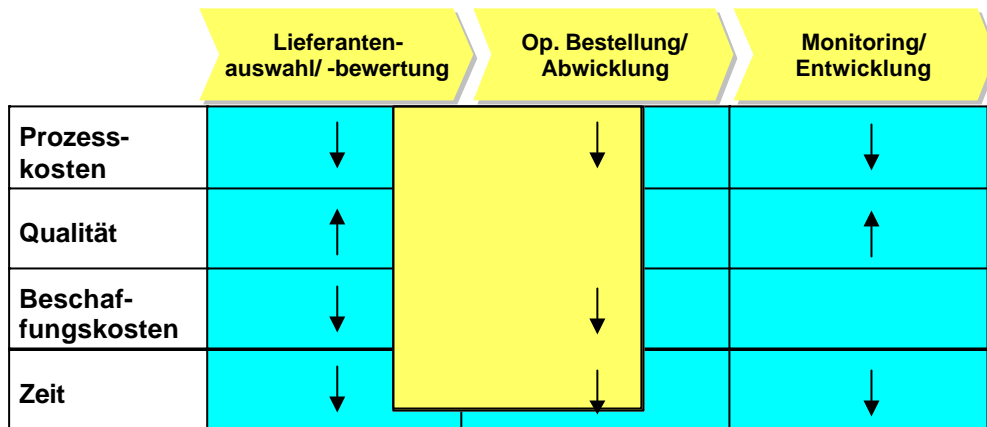 Lieferanten-
auswahl/ -bewertung
Op. Bestellung/
Abwicklung
Monitoring/
Entwicklung
Prozess-
kosten
Qualität
Beschaf-
fungskosten
Zeit